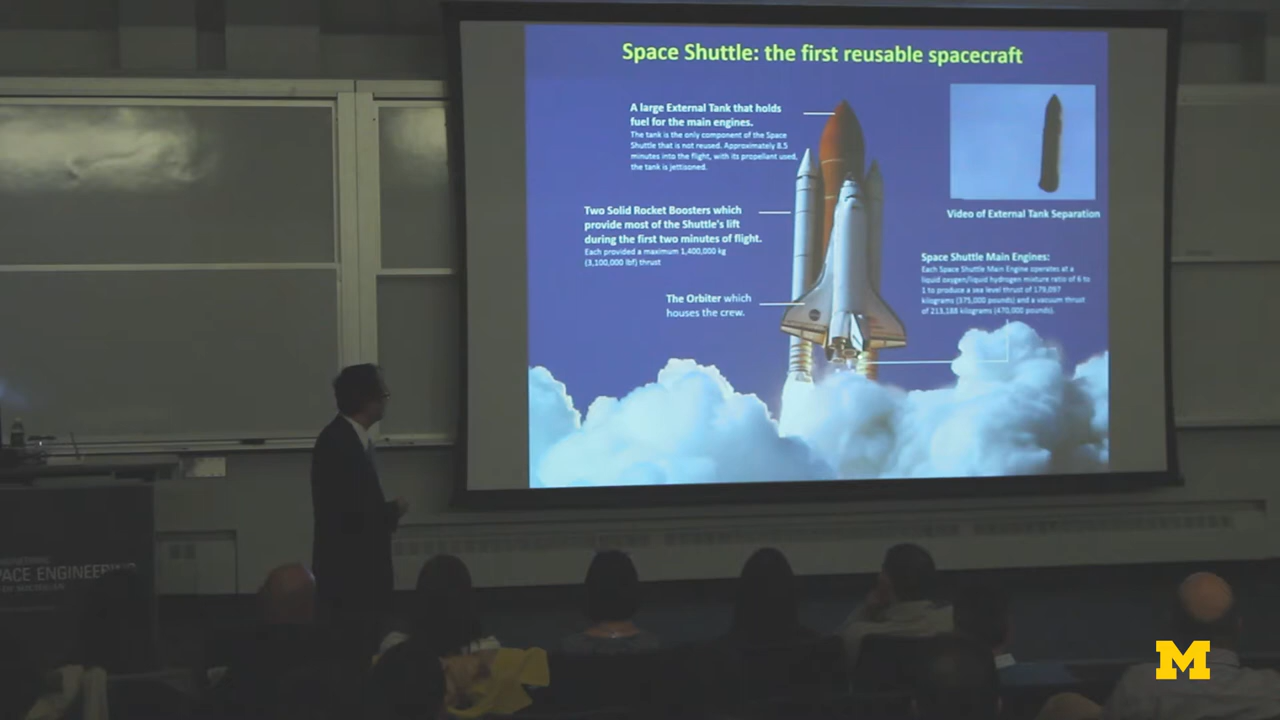 Space Shuttle: the first reusable spacecraft
A large External Tank that holds
fuel for the main engines.
The tank is the only component of the Space
Shuttle that is not reused. Approximately 8.5
minutes into the flight, with its propellant used,
the tank is jettisoned.
Two Solid Rocket Boosters which
provide most of the Shuttle's lift
during the first two minutes of flight.
Each provided a maximum 1,400,000 kg
(3,100,000 lbf) thrust
The Orbiter which
houses the crew.
Video of External Tank Separation
Space Shuttle Main Engines:
Each Space Shuttle Main Engine operates at a
liquid oxygen/liquid hydrogen mixture ratio of 6 to
1 to produce a sea level thrust of 179,097
kilograms (375,000 pounds) and a vacuum thrust
of 213,188 kilograms (470,000 pounds).
PACE ENGINEERING
M